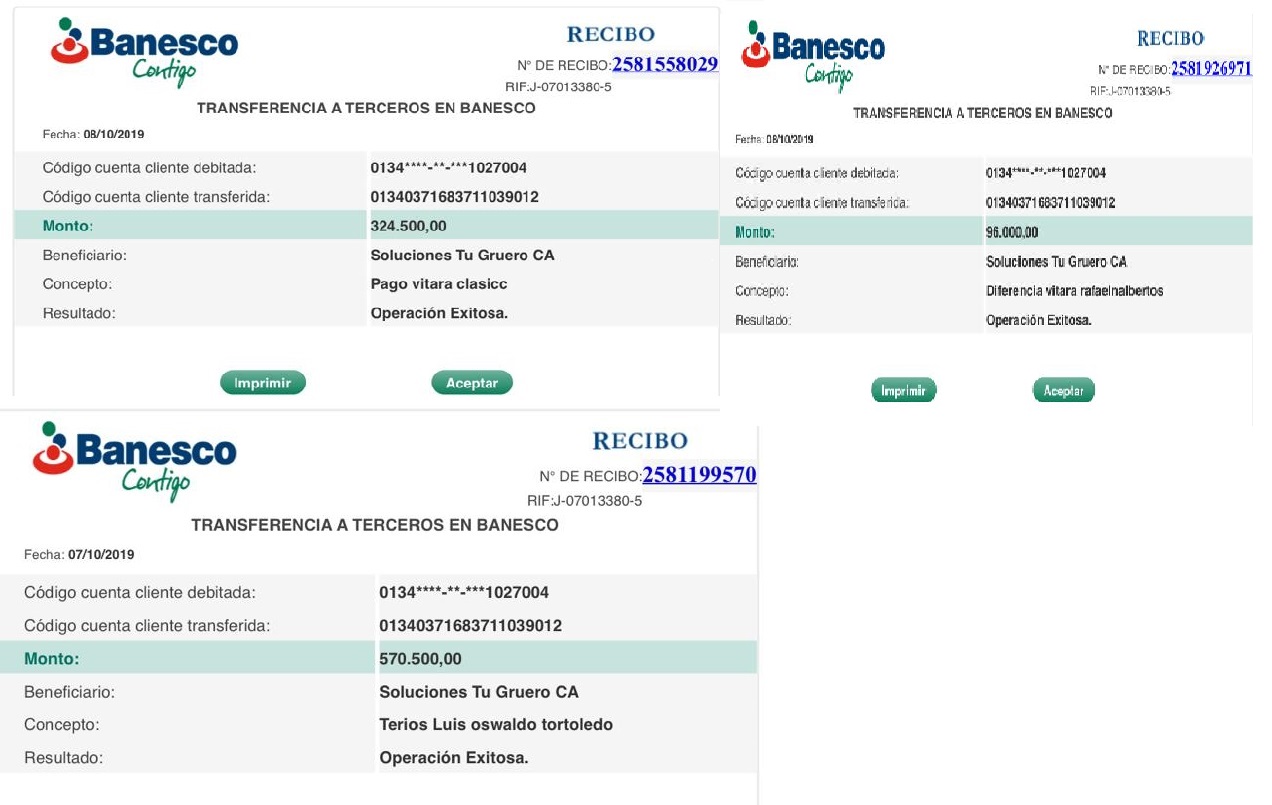 Banesco
Contigo
RECIBO
N° DE RECIBO:2581558029
RIF:J-07013380-5
TRANSFERENCIA A TERCEROS EN BANESCO
Fecha: 08/10/2019
Código cuenta cliente debitada: 0134****-**-***1027004
Código cuenta cliente transferida: 01340371683711039012
Monto: 324.500,00
Beneficiario: Soluciones Tu Gruero CA
Concepto: Pago vitara clasicc
Resultado: Operación Exitosa.
Imprimir Aceptar
Banesco
Contigo
RECIBO
N° DE RECIBO:2581926971
RIF:J-07013380-5
TRANSFERENCIA A TERCEROS EN BANESCO
Fecha: 08/10/2019
Código cuenta cliente debitada: 0134****-**-***1027004
Código cuenta cliente transferida: 01340371683711039012
Monto: 96.000,00
Beneficiario: Soluciones Tu Gruero CA
Concepto: Diferencia vitara rafaelnalbertos
Resultado: Operación Exitosa.
Imprimir Aceptar
Banesco
Contigo
RECIBO
N° DE RECIBO:2581199570
RIF:J-07013380-5
TRANSFERENCIA A TERCEROS EN BANESCO
Fecha: 07/10/2019
Código cuenta cliente debitada: 0134****-**-***1027004
Código cuenta cliente transferida: 01340371683711039012
Monto: 570.500,00
Beneficiario: Soluciones Tu Gruero CA
Concepto: Terios Luis oswaldo tortoledo
Resultado: Operación Exitosa.